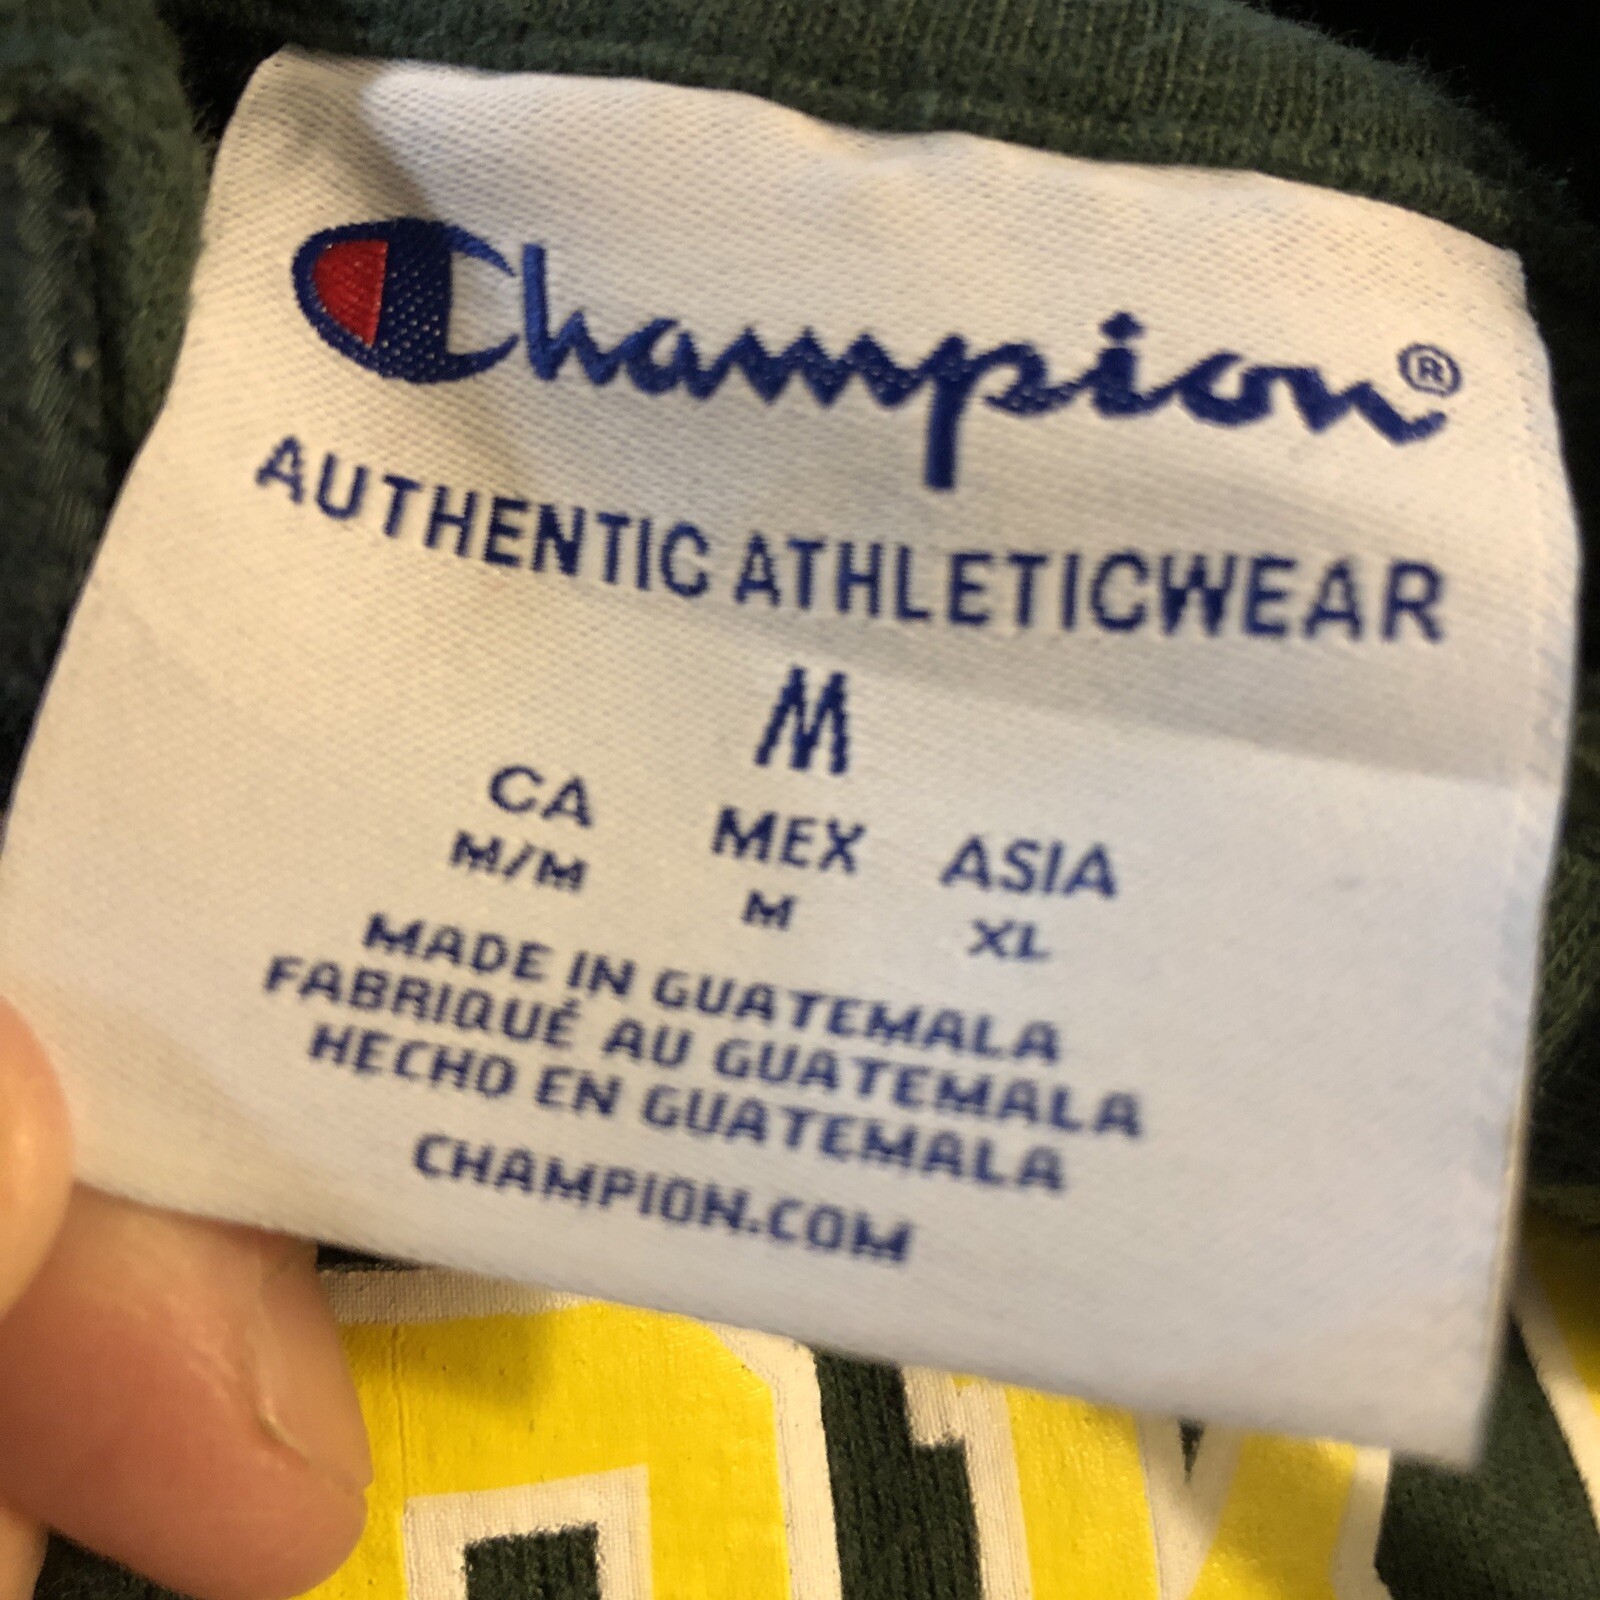 Champion®
AUTHENTIC ATHLETICWEAR
M
CA MEX ASIA
M/M M XL
MADE IN GUATEMALA
FABRIQUÉ AU GUATEMALA
HECHO EN GUATEMALA
CHAMPION.COM